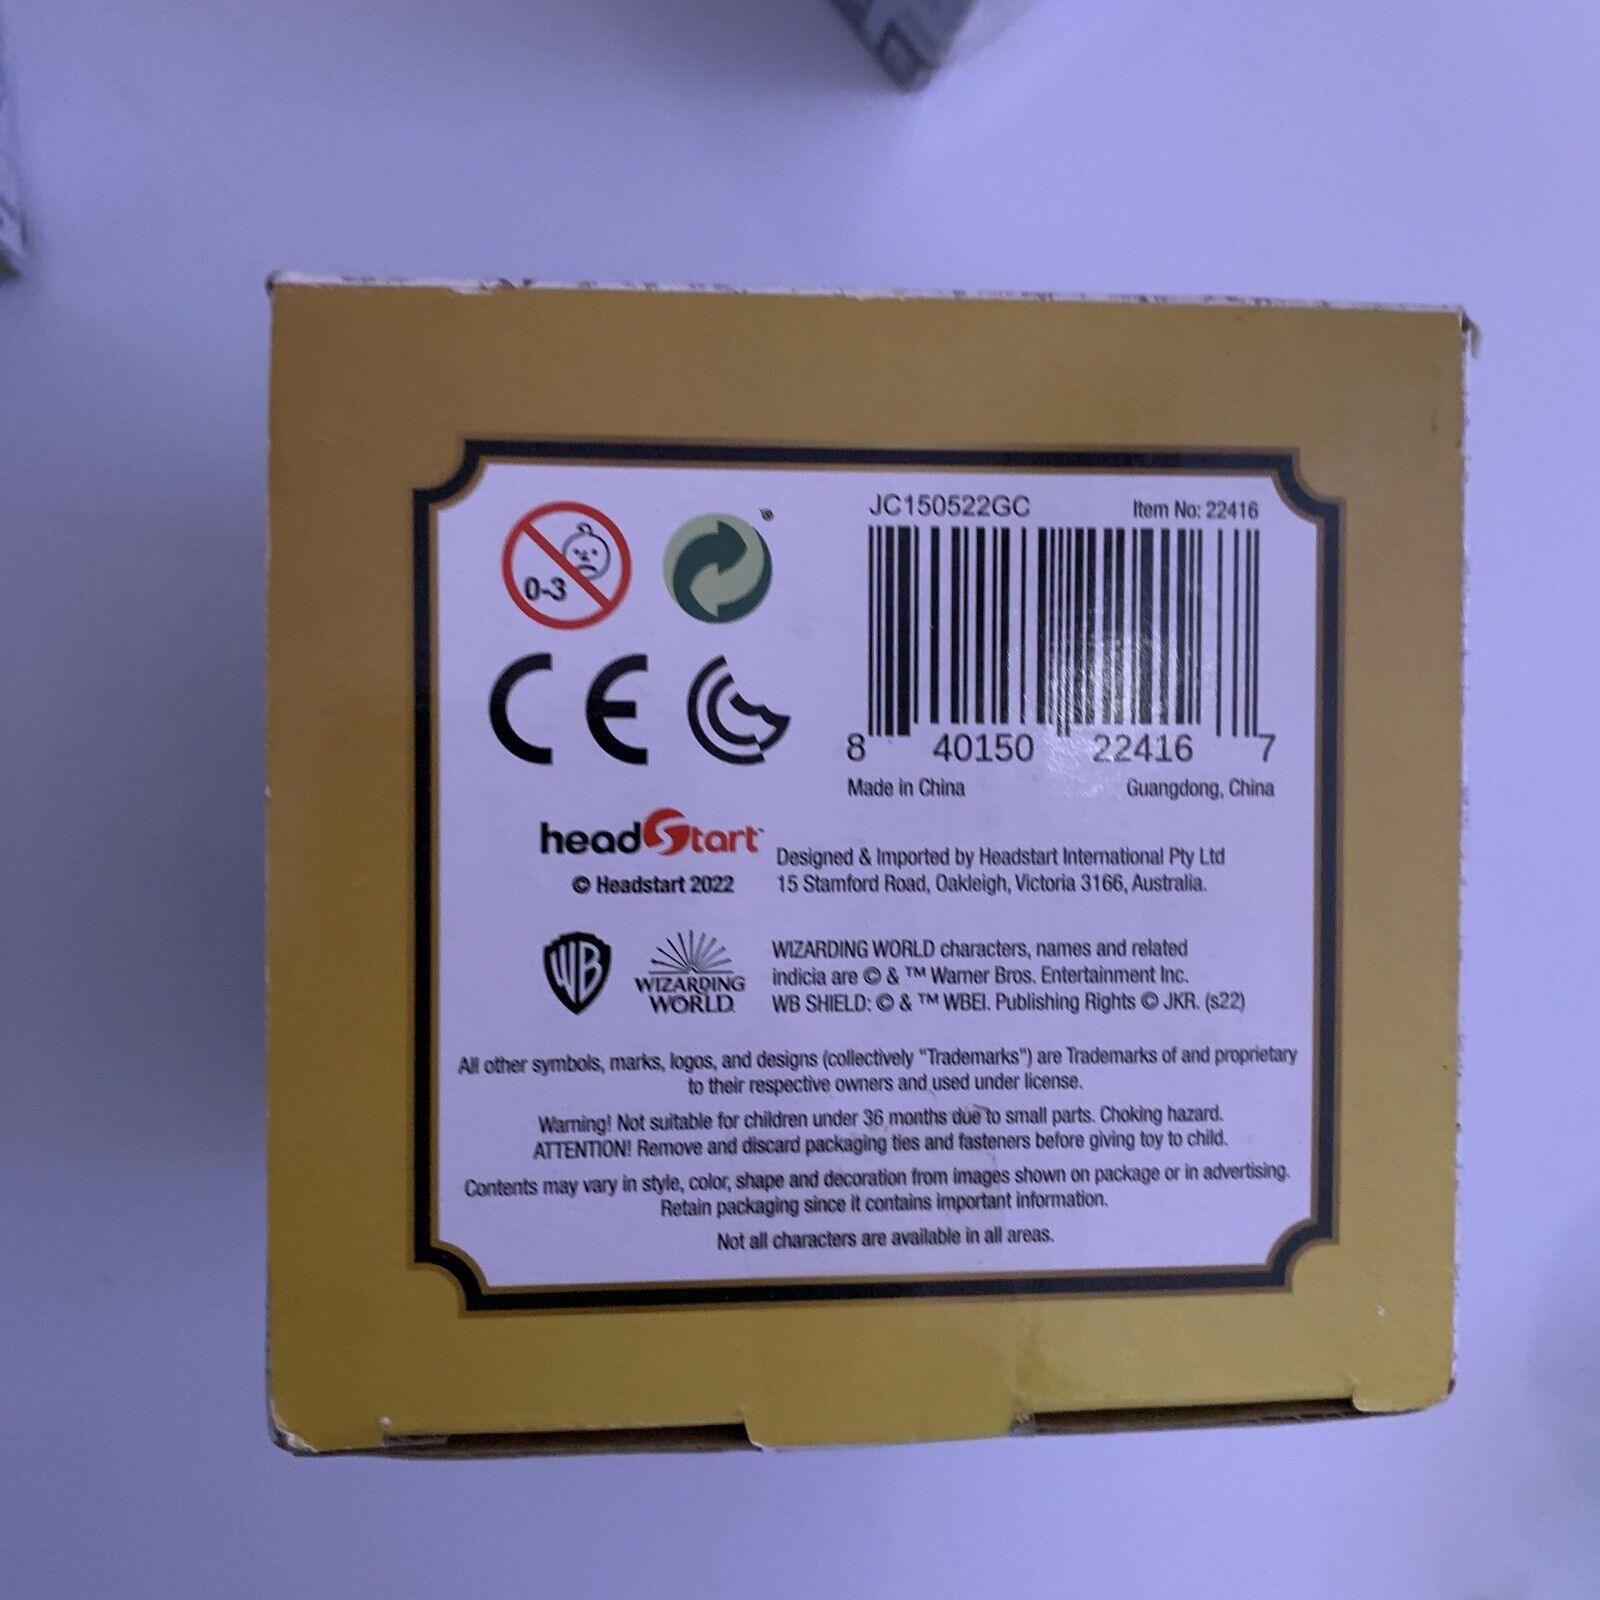 0-3
JC150522GC
Item No: 22416
CE
8 40150 22416 7
Made in China
Guangdong, China
headStart™
© Headstart 2022
Designed & Imported by Headstart International Pty Ltd
15 Stamford Road, Oakleigh, Victoria 3166, Australia.
WB
WIZARDING
WORLD
WIZARDING WORLD characters, names and related
indicia are © & ™ Warner Bros. Entertainment Inc.
WB SHIELD: © & ™ WBEI. Publishing Rights © JKR. (s22)
All other symbols, marks, logos, and designs (collectively "Trademarks") are Trademarks of and proprietary
to their respective owners and used under license.
Warning! Not suitable for children under 36 months due to small parts. Choking hazard.
ATTENTION! Remove and discard packaging ties and fasteners before giving toy to child.
Contents may vary in style, color, shape and decoration from images shown on package or in advertising.
Retain packaging since it contains important information.
Not all characters are available in all areas.